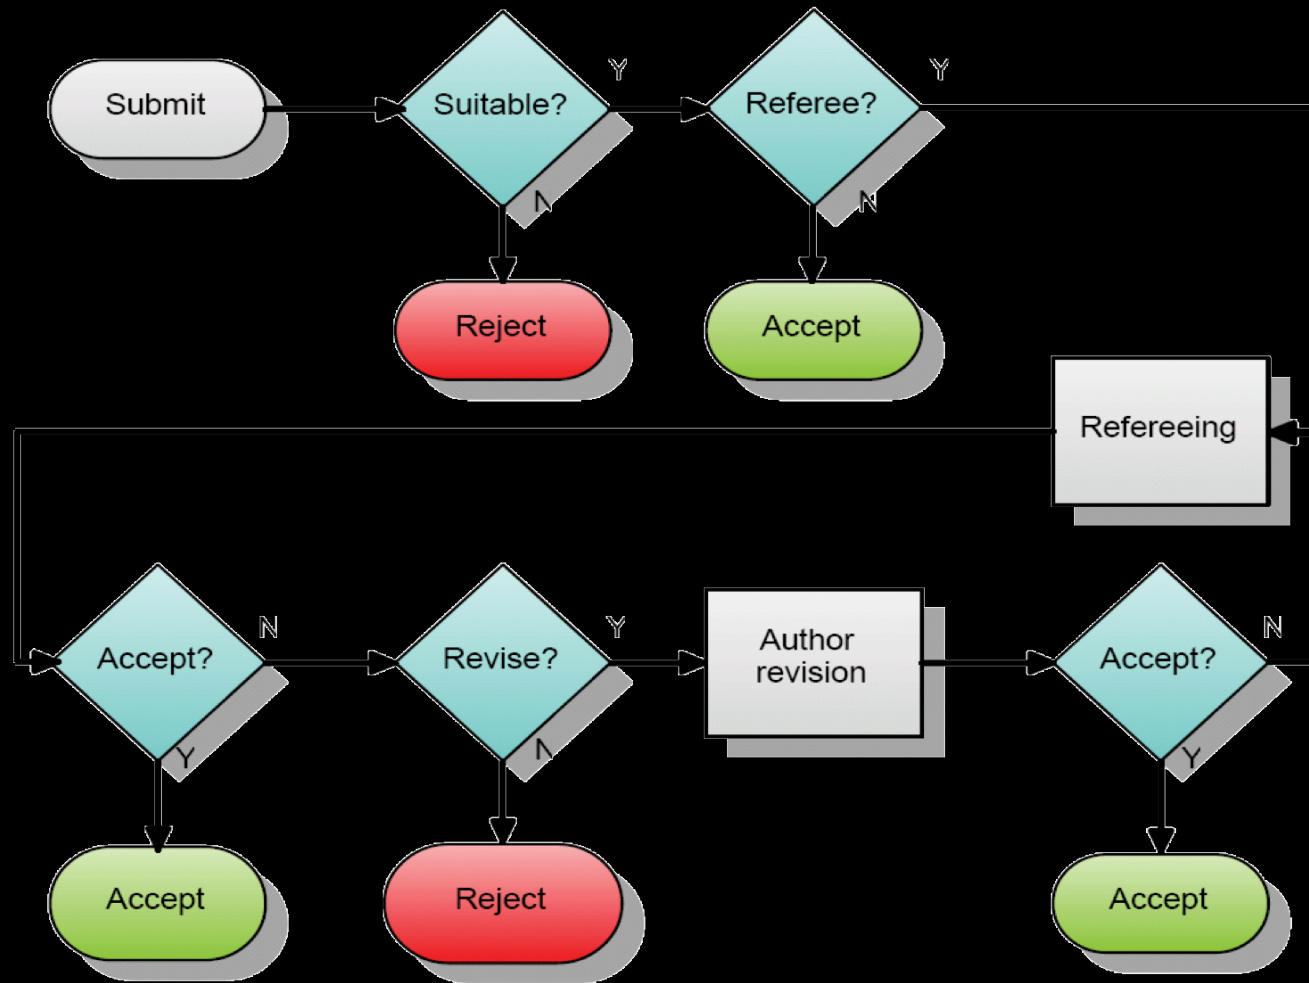 Submit
Suitable?
Y
Referee?
Y
N
N
Reject
Accept
Refereeing
Accept?
N
Revise?
Y
Author
revision
Accept?
N
Y
N
Y
Accept
Reject
Accept